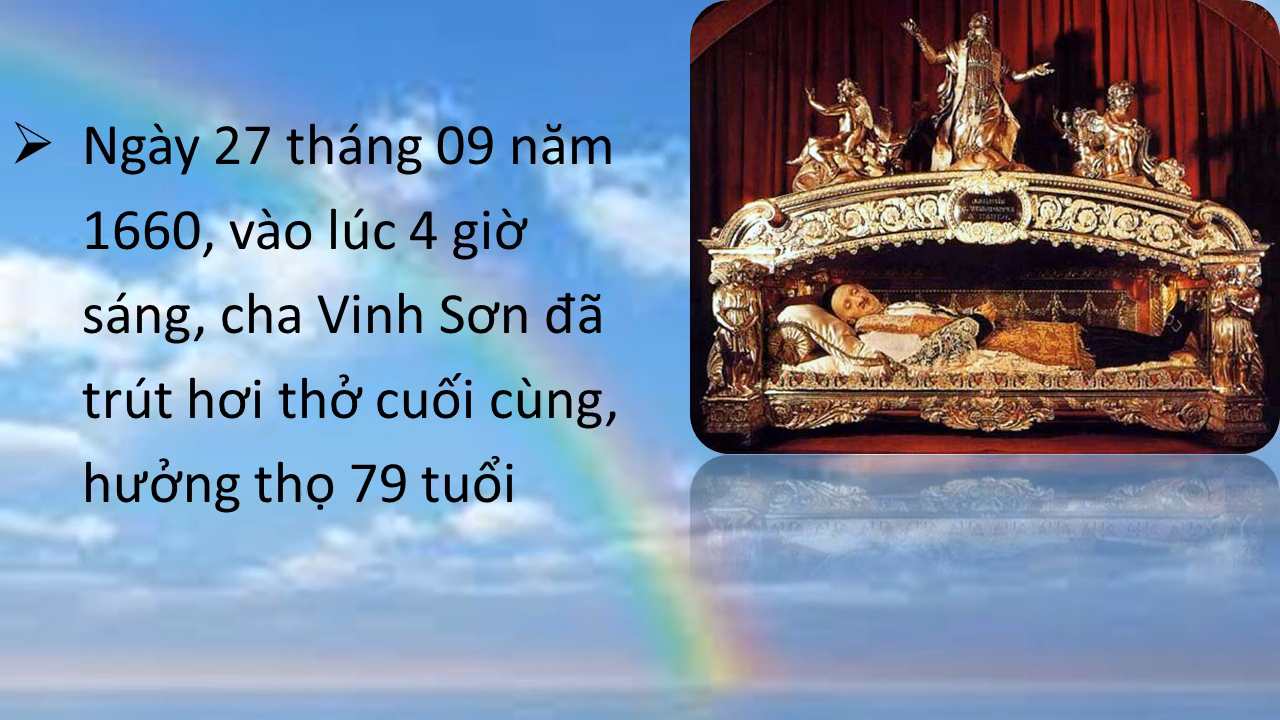 ➢ Ngày 27 tháng 09 năm
1660, vào lúc 4 giờ
sáng, cha Vinh Sơn đã
trút hơi thở cuối cùng,
hưởng thọ 79 tuổi